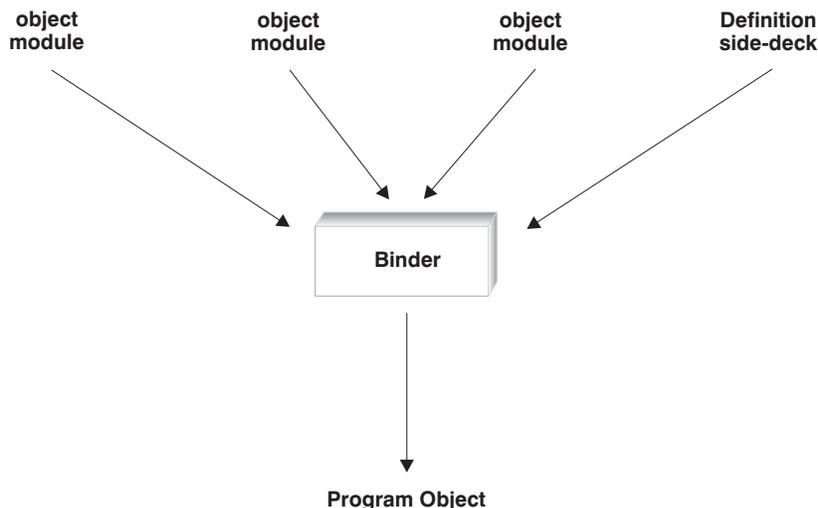 object
module
object
module
object
module
Definition
side-deck
Binder
Program Object